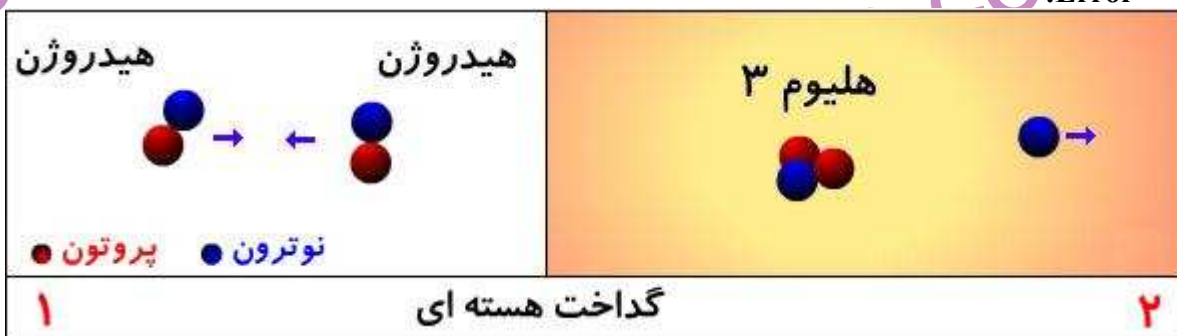 هیدروژن
هیدروژن
هلیوم ۳
نوترون
پروتون
۱
گداخت هسته ای
۲